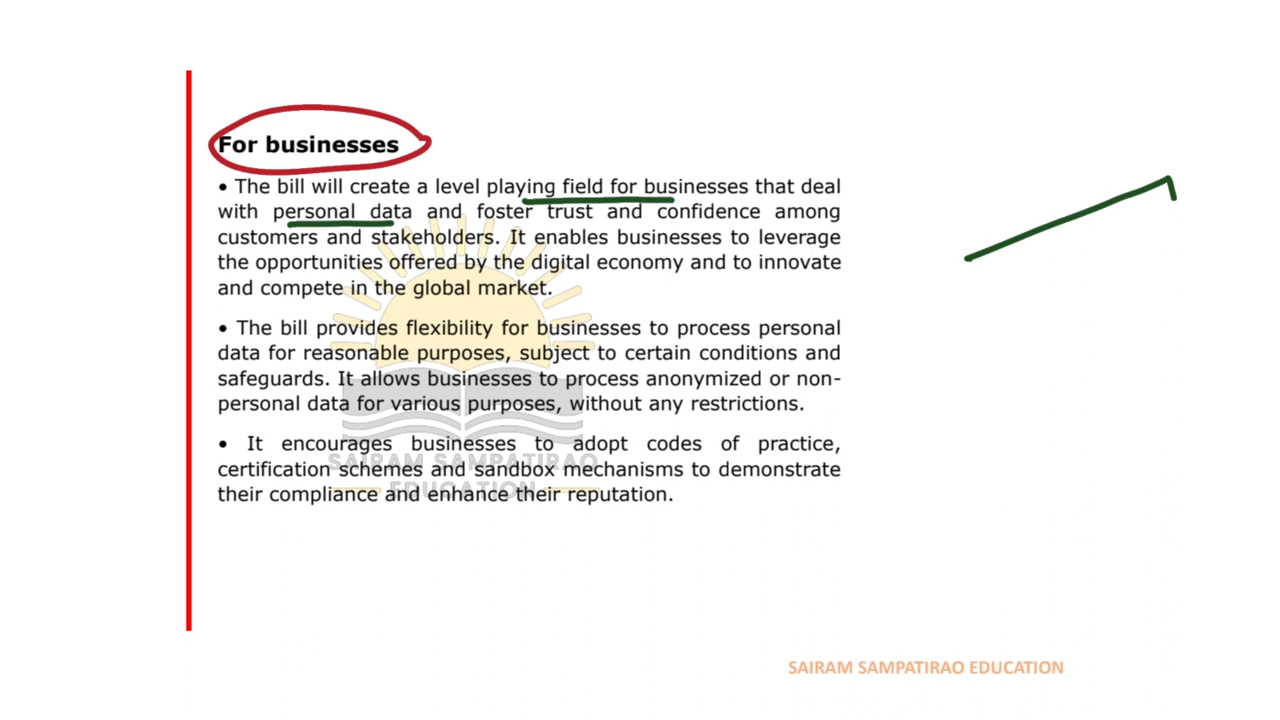 For businesses
• The bill will create a level playing field for businesses that deal
with personal data and foster trust and confidence among
customers and stakeholders. It enables businesses to leverage
the opportunities offered by the digital economy and to innovate
and compete in the global market.
• The bill provides flexibility for businesses to process personal
data for reasonable purposes, subject to certain conditions and
safeguards. It allows businesses to process anonymized or non-
personal data for various purposes, without any restrictions.
• It encourages businesses to adopt codes of practice,
certification schemes and sandbox mechanisms to demonstrate
their compliance and enhance their reputation.
SAIRAM SAMPATIRAO
EDUCATION
SAIRAM SAMPATIRAO EDUCATION